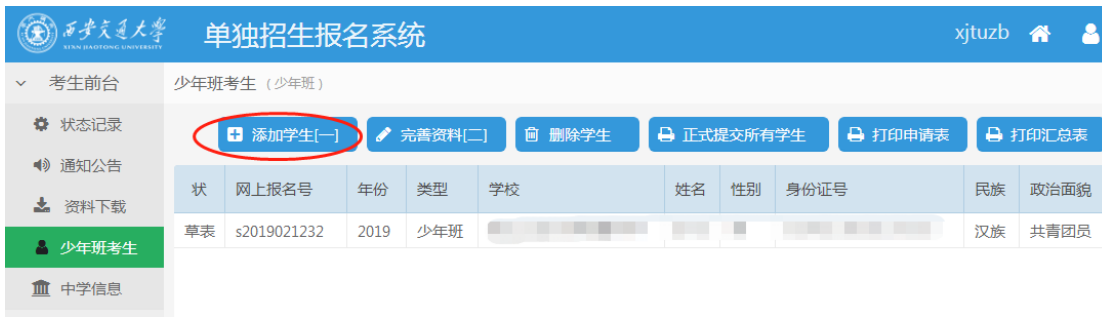 西安交通大学
XI'AN JIAOTONG UNIVERSITY
单独招生报名系统
xjtuzb
考生前台
少年班考生 (少年班)
状态记录
添加学生[一]
完善资料[二]
删除学生
正式提交所有学生
打印申请表
打印汇总表
通知公告
状
网上报名号
年份
类型
学校
姓名
性别
身份证号
民族
政治面貌
资料下载
草表
s2019021232
2019
少年班
汉族
共青团员
少年班考生
中学信息